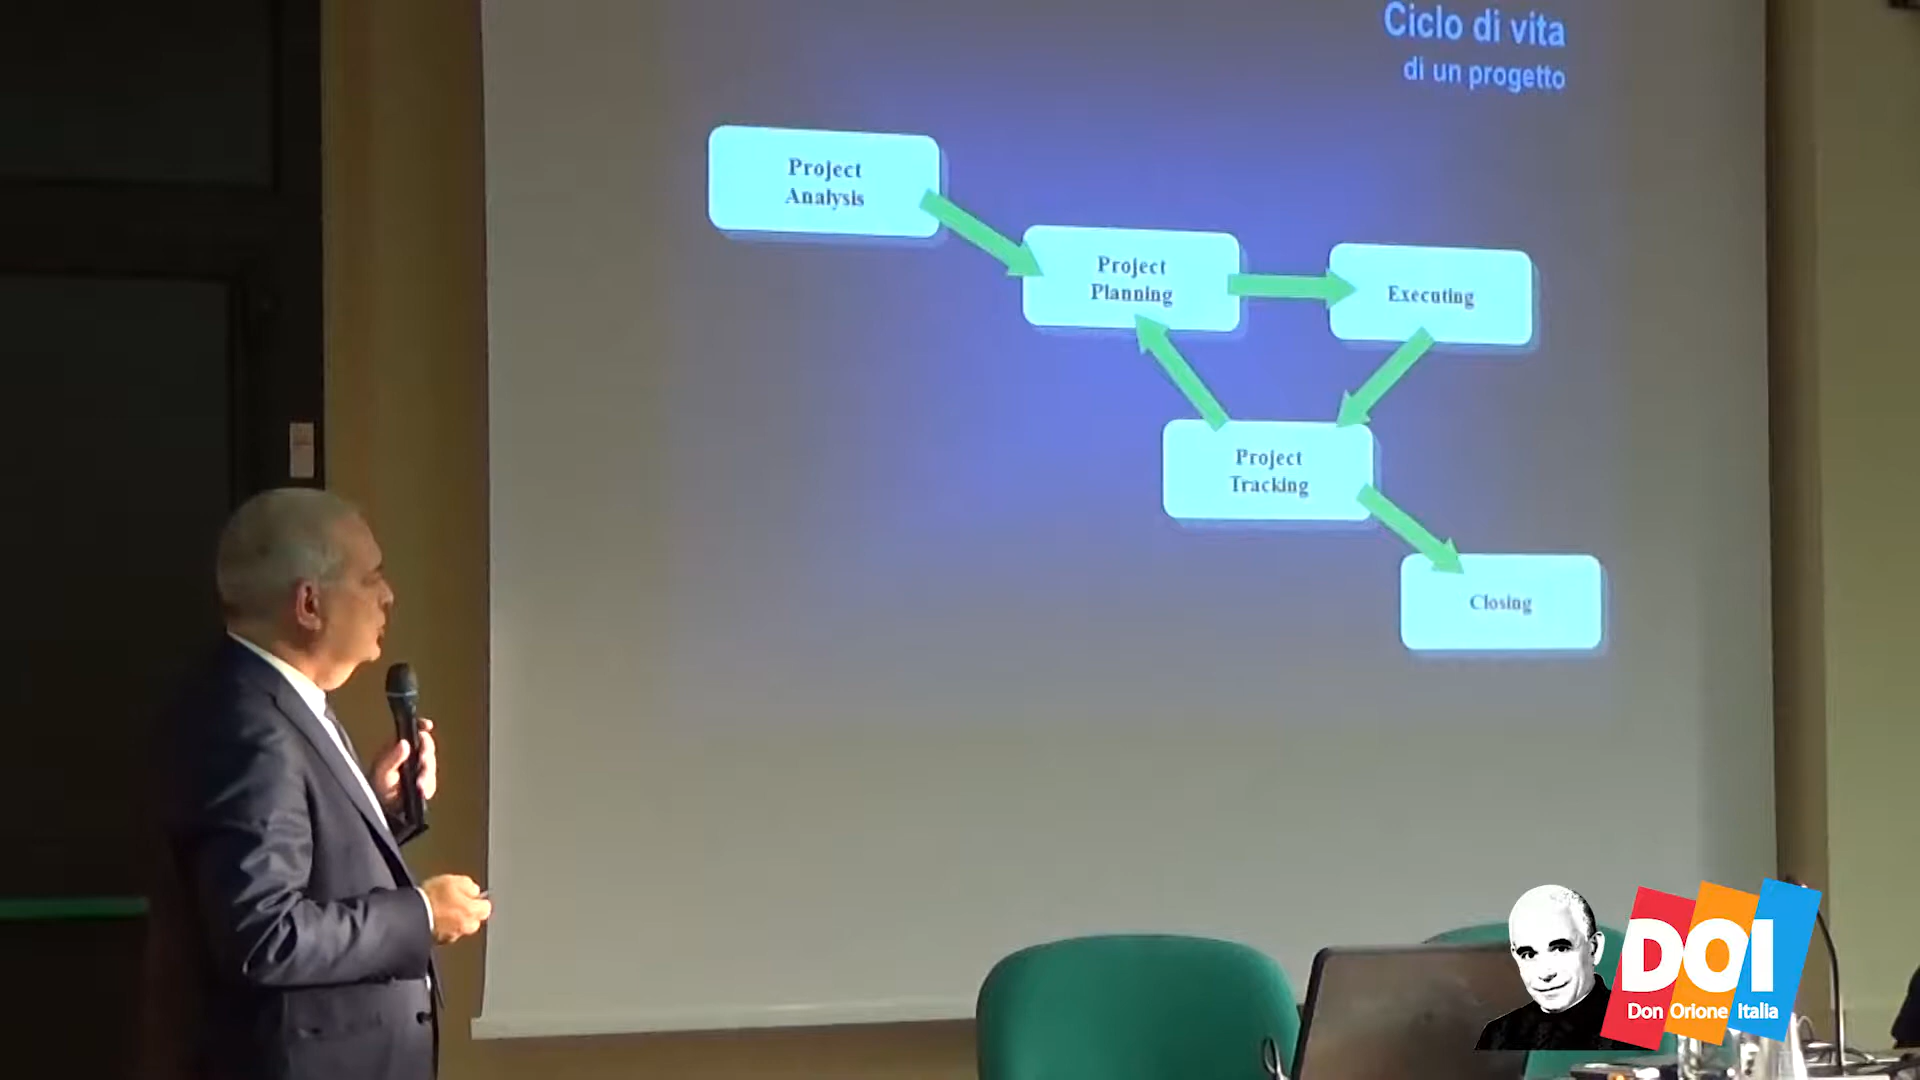 Ciclo di vita
di un progetto
Project
Analysis
Project
Planning
Executing
Project
Tracking
Closing
DOI
Don Orione Italia